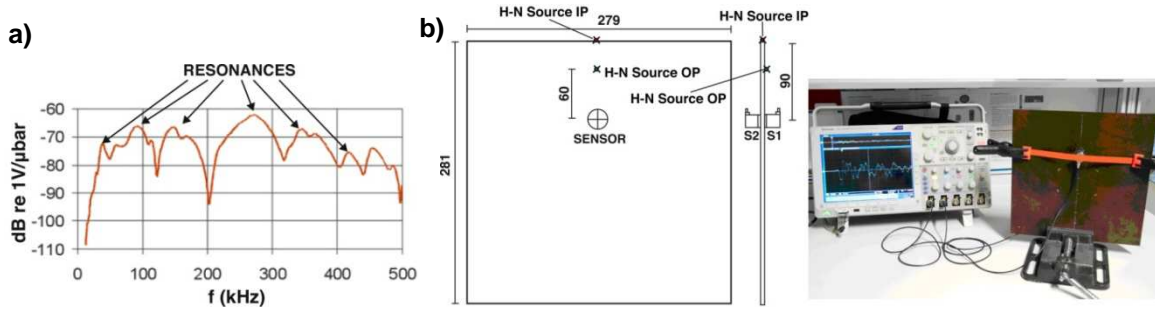 a)
RESONANCES
-60
-70
-80
-90
-100
-110
dB re 1V/µbar
0 100 200 300 400 500
f (kHz)
b)
H-N Source IP
279
H-N Source OP
60
SENSOR
281
H-N Source IP
90
H-N Source OP
S2 S1